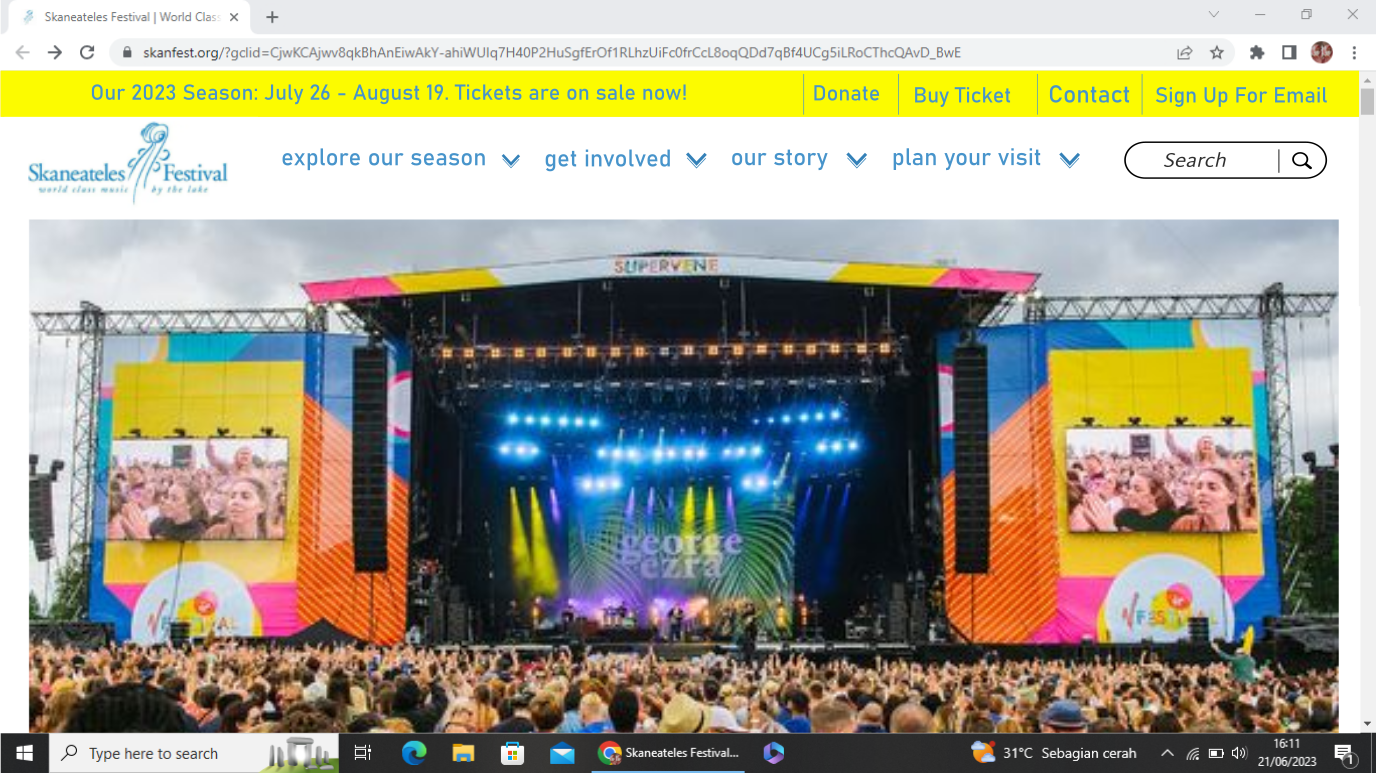 Skaneateles Festival | World Clas
skanfest.org/?gclid=CjwKCAjwv8qkBhAnEiwAkY-ahiWUIq7H40P2HuSgfErOf1RLhzUiFc0frCcL8oqQDd7qBf4UCg5iLRoCThcQAvD_BwE
Our 2023 Season: July 26 - August 19. Tickets are on sale now!
Donate
Buy Ticket
Contact
Sign Up For Email
Skaneateles Festival
world class music by the lake
explore our season
get involved
our story
plan your visit
Search
SUPERVENE
george
ezra
FESTIVAL
V FESTIVAL
Type here to search
Skaneateles Festival...
31°C Sebagian cerah
16:11
21/06/2023
1